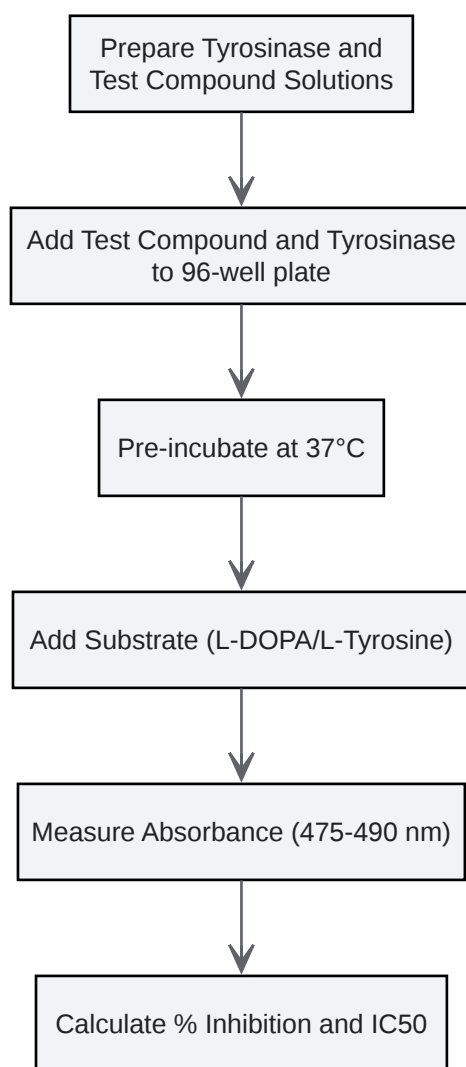 Prepare Tyrosinase and
Test Compound Solutions
Add Test Compound and Tyrosinase
to 96-well plate
Pre-incubate at 37°C
Add Substrate (L-DOPA/L-Tyrosine)
Measure Absorbance (475-490 nm)
Calculate % Inhibition and IC50